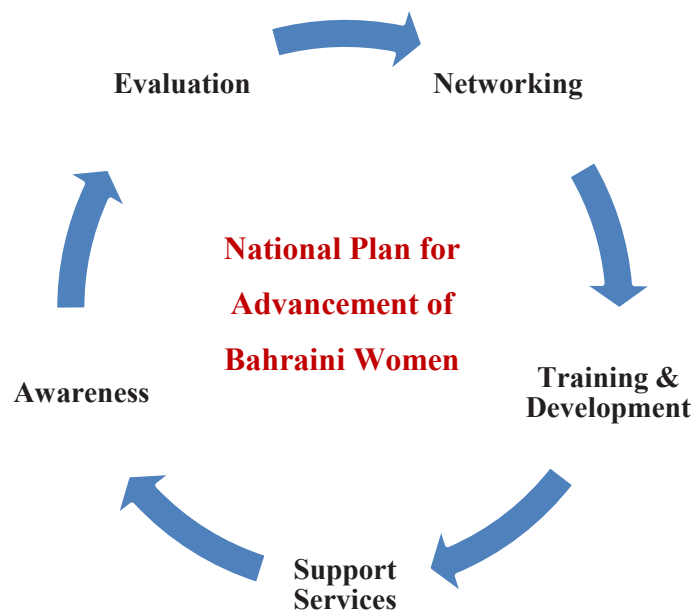 Evaluation
Networking
National Plan for
Advancement of
Bahraini Women
Awareness
Training &
Development
Support
Services